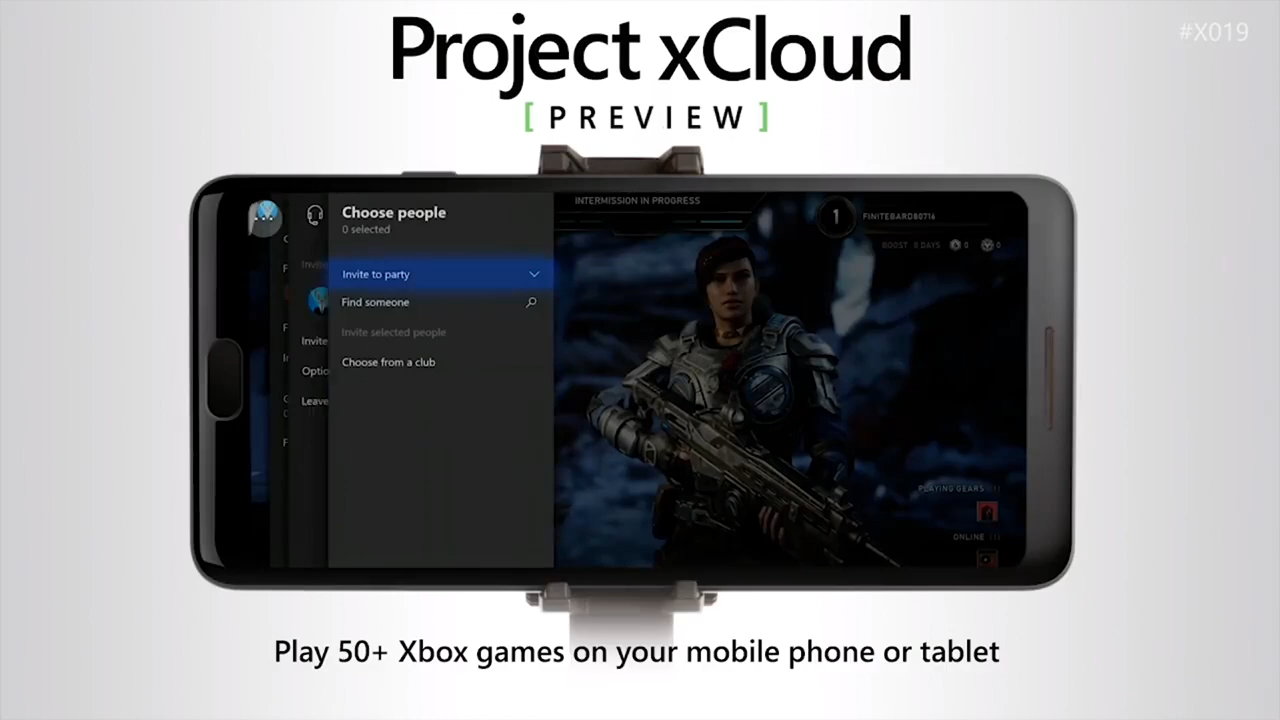 #X019
Project xCloud
[ PREVIEW ]
Choose people
0 selected
Invite to party
Find someone
Invite selected people
Choose from a club
Invite
Leave
INTERMISSION IN PROGRESS
1
FINITEBARD80716
BOOST 0 DAYS 0 0
PLAYING GEARS
ONLINE
Play 50+ Xbox games on your mobile phone or tablet